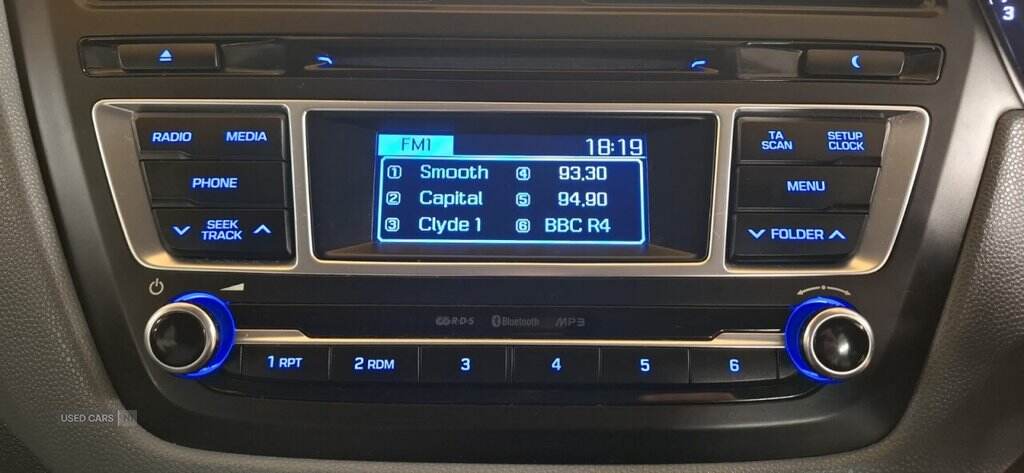 3
RADIO MEDIA
PHONE
SEEK
TRACK
FM1 18:19
1 Smooth 4 93.30
2 Capital 5 94.90
3 Clyde 1 6 BBC R4
TA
SCAN
SETUP
CLOCK
MENU
FOLDER
R·D·S Bluetooth MP3
1 RPT 2 RDM 3 4 5 6
USED CARS NI